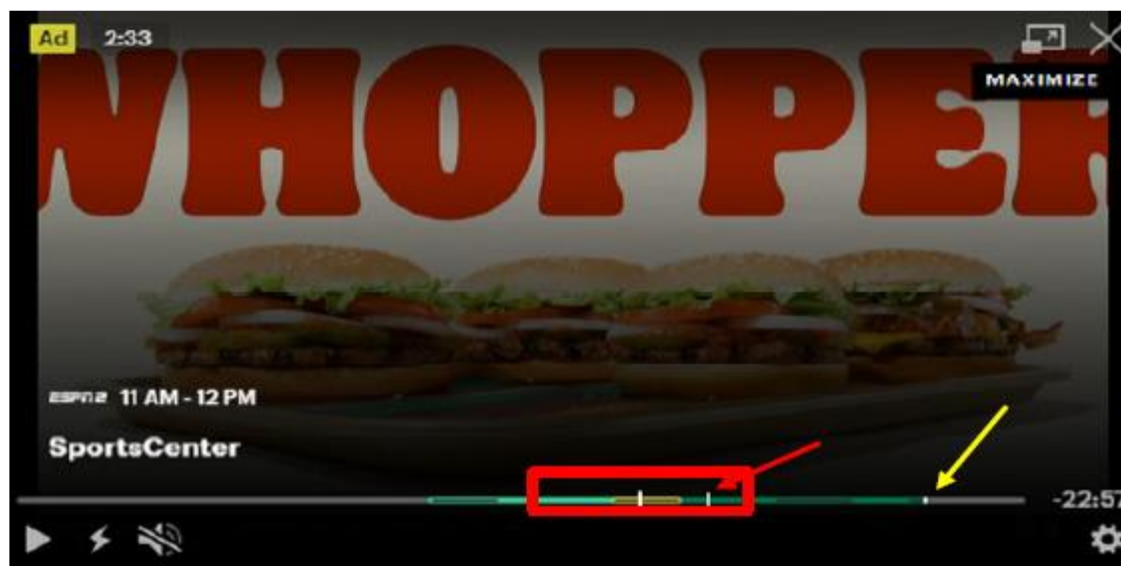 Ad 2:33
MAXIMIZE
WHOPPER
ESPN2 11 AM - 12 PM
SportsCenter
-22:57